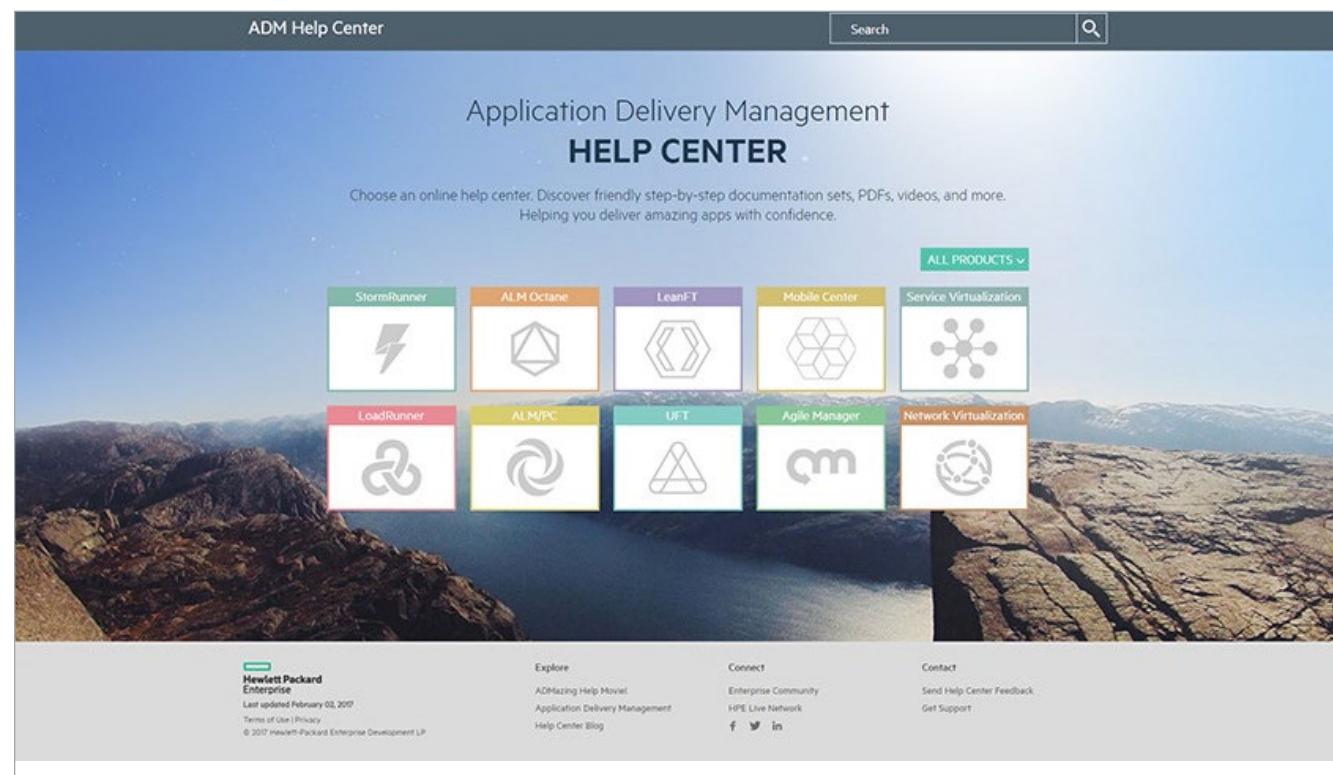 ADM Help Center
Search
Application Delivery Management
HELP CENTER
Choose an online help center. Discover friendly step-by-step documentation sets, PDFs, videos, and more.
Helping you deliver amazing apps with confidence.
ALL PRODUCTS
StormRunner
ALM Octane
LeanFT
Mobile Center
Service Virtualization
LoadRunner
ALM/PC
UFT
Agile Manager
Network Virtualization
Hewlett Packard
Enterprise
Last updated February 02, 2017
Terms of Use | Privacy
© 2017 Hewlett-Packard Enterprise Development LP
Explore
ADMazing Help Movie!
Application Delivery Management
Help Center Blog
Connect
Enterprise Community
HPE Live Network
Contact
Send Help Center Feedback
Get Support